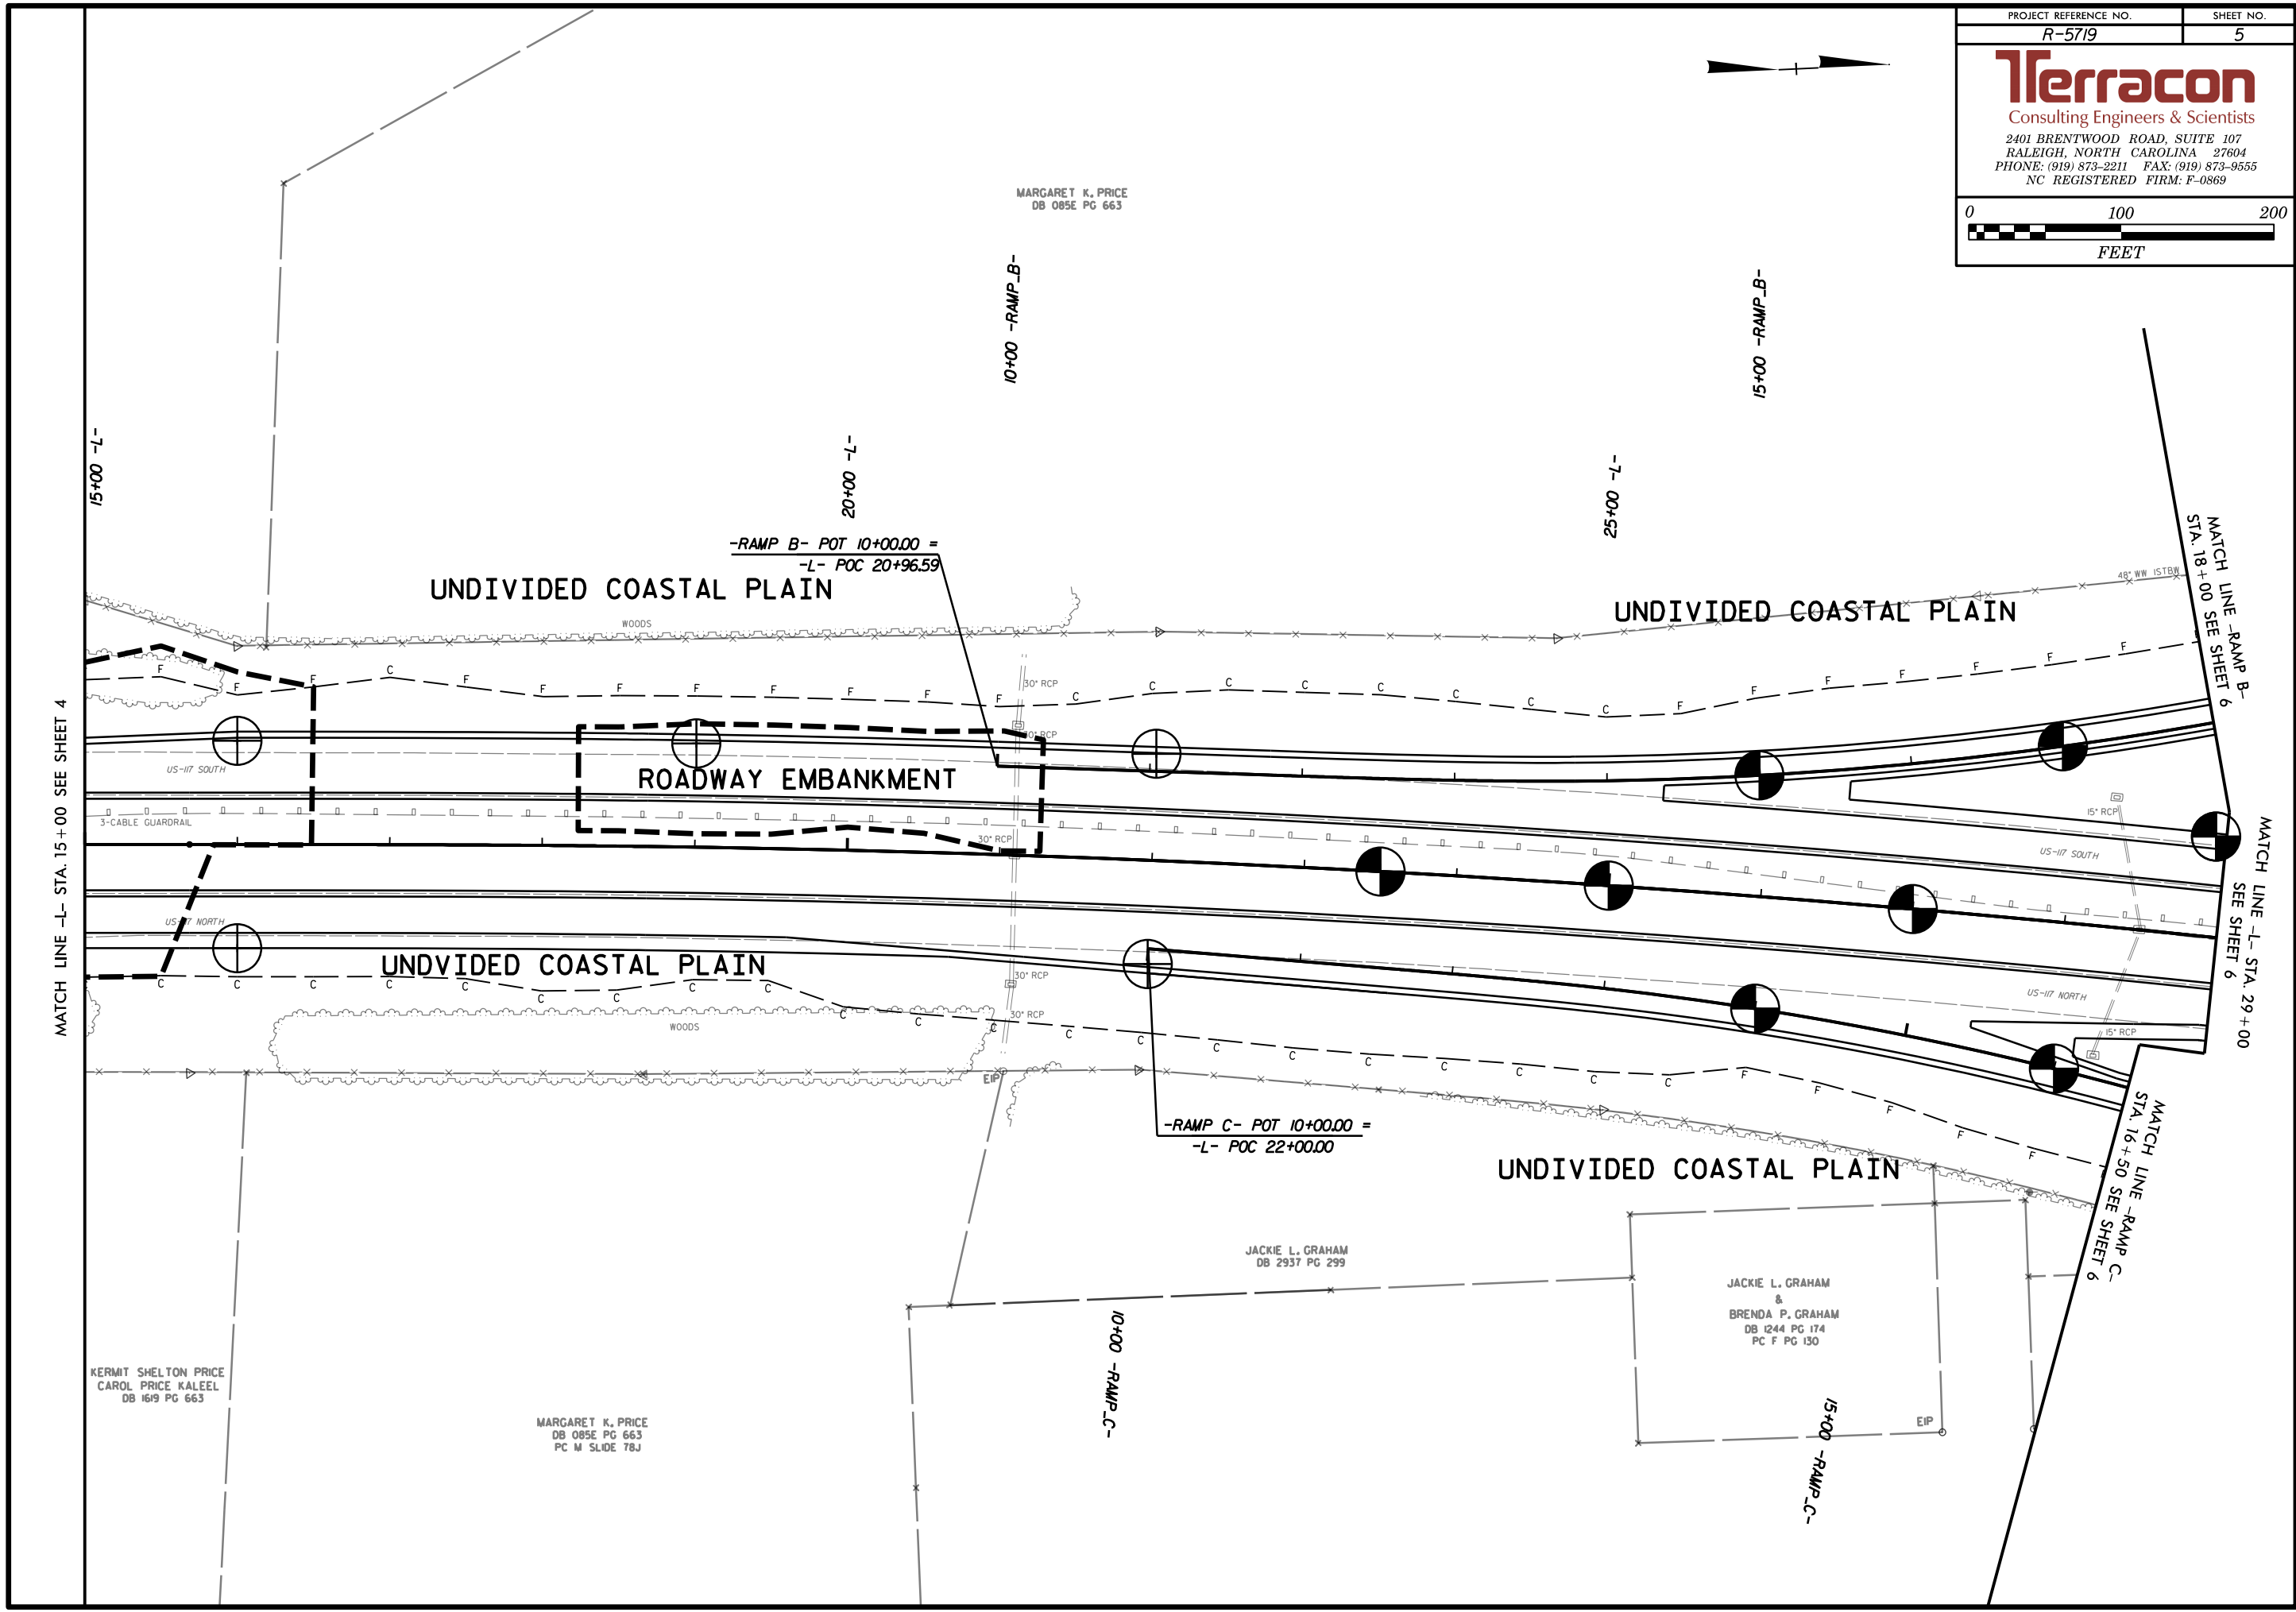 PROJECT REFERENCE NO.
SHEET NO.
R-5719
5
Terracon
Consulting Engineers & Scientists
2401 BRENTWOOD ROAD, SUITE 107
RALEIGH, NORTH CAROLINA 27604
PHONE: (919) 873-2211 FAX: (919) 873-9555
NC REGISTERED FIRM: F-0869
0 100 200
FEET
MARGARET K. PRICE
DB 085E PG 663
10+00 -RAMP_B-
15+00 -RAMP_B-
15+00 -L-
20+00 -L-
25+00 -L-
-RAMP B- POT 10+00.00 =
-L- POC 20+96.59
UNDIVIDED COASTAL PLAIN
UNDIVIDED COASTAL PLAIN
48" WW 1STBW
MATCH LINE -RAMP B-
STA. 18+00 SEE SHEET 6
WOODS
F F F C F F F F F F F C C C C C C C C F F F F F F F
30" RCP
30" RCP
US-117 SOUTH
ROADWAY EMBANKMENT
3-CABLE GUARDRAIL
30" RCP
15" RCP
US-117 SOUTH
MATCH LINE -L- STA. 15+00 SEE SHEET 4
MATCH LINE -L- STA. 29+00
SEE SHEET 6
US-117 NORTH
UNDVIDED COASTAL PLAIN
C C C C C C C C C C C C C C C C C C C C C F F F F F
30" RCP
30" RCP
US-117 NORTH
15" RCP
WOODS
EIP
-RAMP C- POT 10+00.00 =
-L- POC 22+00.00
UNDIVIDED COASTAL PLAIN
MATCH LINE -RAMP C-
STA. 16+50 SEE SHEET 6
JACKIE L. GRAHAM
DB 2937 PG 299
JACKIE L. GRAHAM
&
BRENDA P. GRAHAM
DB 1244 PG 174
PC F PG 130
10+00 -RAMP_C-
15+00 -RAMP_C-
EIP
KERMIT SHELTON PRICE
CAROL PRICE KALEEL
DB 1619 PG 663
MARGARET K. PRICE
DB 085E PG 663
PC M SLIDE 78J